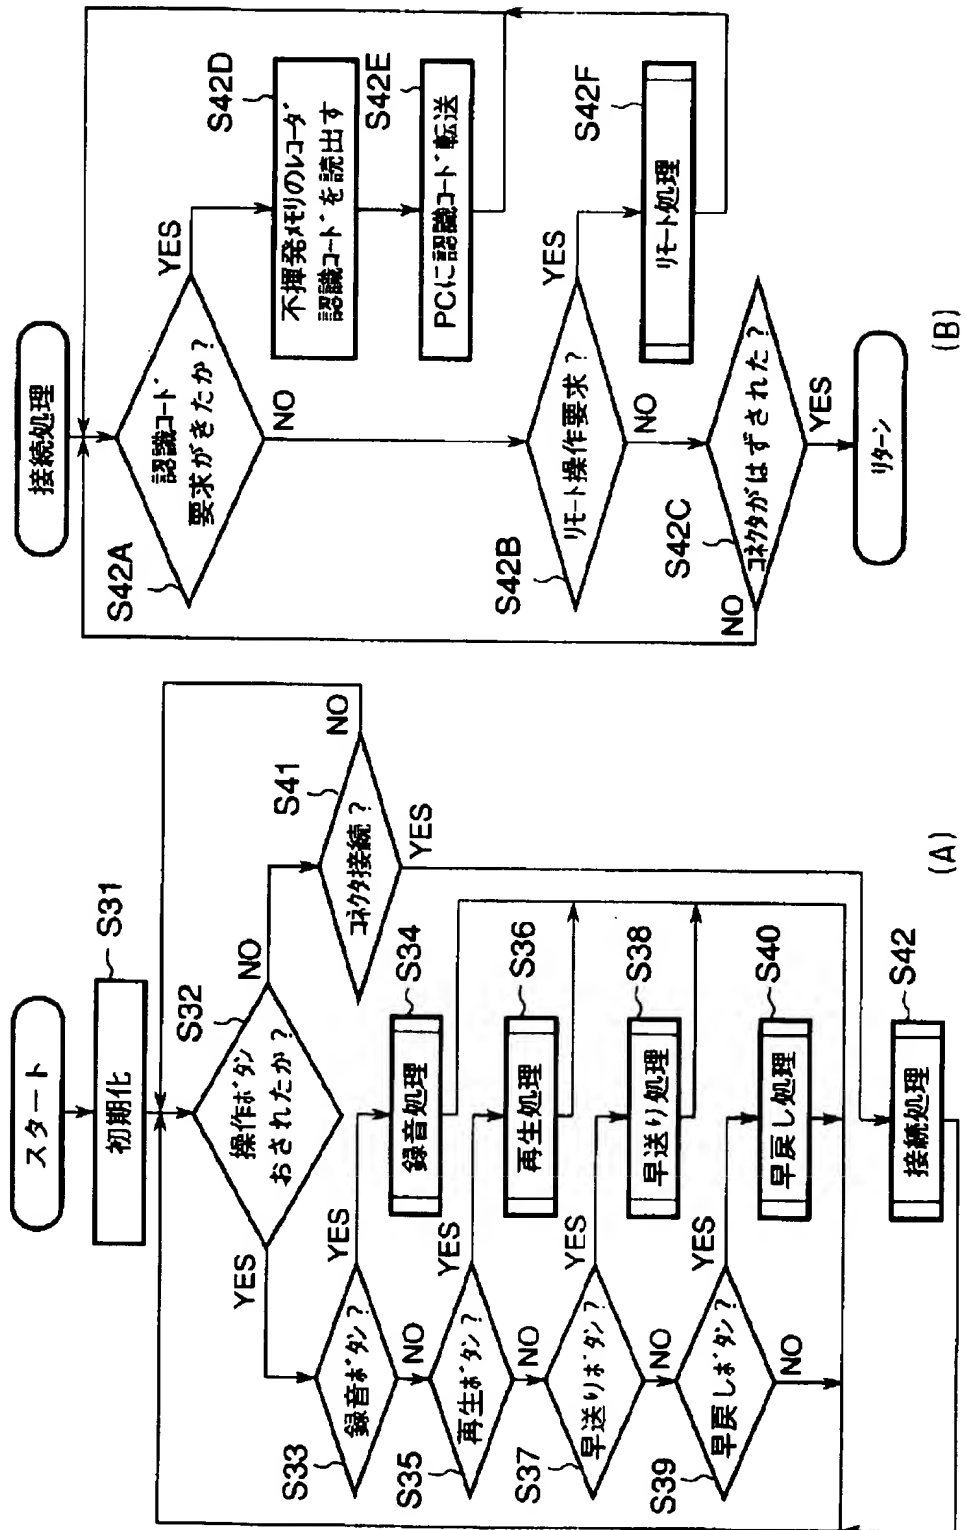 スタート
初期化
S31
操作ボタン
おされたか?
S32
YES
NO
録音ボタン?
S33
YES
NO
録音処理
S34
再生ボタン?
S35
YES
NO
再生処理
S36
早送りボタン?
S37
YES
NO
早送り処理
S38
早戻しボタン?
S39
YES
NO
早戻し処理
S40
コネクタ接続?
S41
NO
YES
接続処理
S42
(A)
接続処理
認識コード
要求がきたか?
S42A
YES
NO
不揮発メモリのレコーダ
認識コードを読出す
S42D
PCに認識コード転送
S42E
リモート操作要求?
S42B
YES
NO
リモート処理
S42F
コネクタがはずされた?
S42C
NO
YES
リターン
(B)